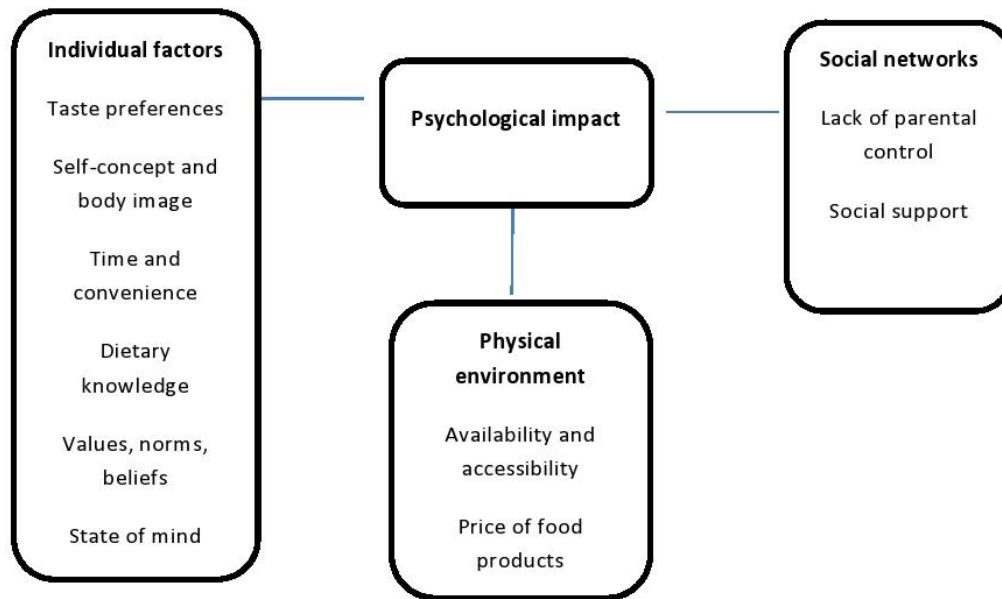 Individual factors
Taste preferences
Self-concept and
body image
Time and
convenience
Dietary
knowledge
Values, norms,
beliefs
State of mind
Psychological impact
Physical
environment
Availability and
accessibility
Price of food
products
Social networks
Lack of parental
control
Social support